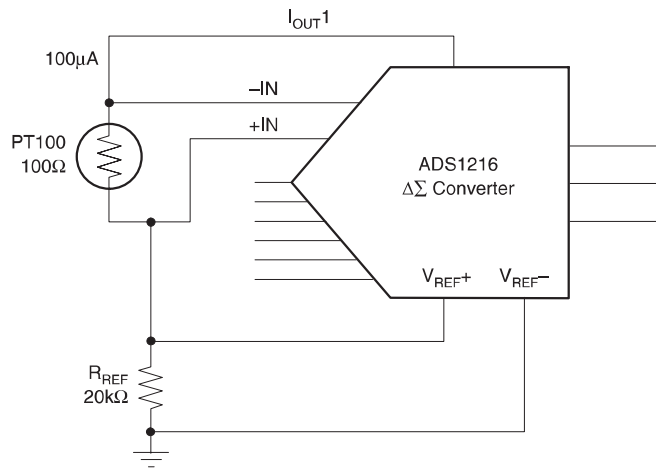 I_OUT1
100μA
–IN
+IN
PT100
100Ω
ADS1216
ΔΣ Converter
V_REF+ V_REF–
R_REF
20kΩ